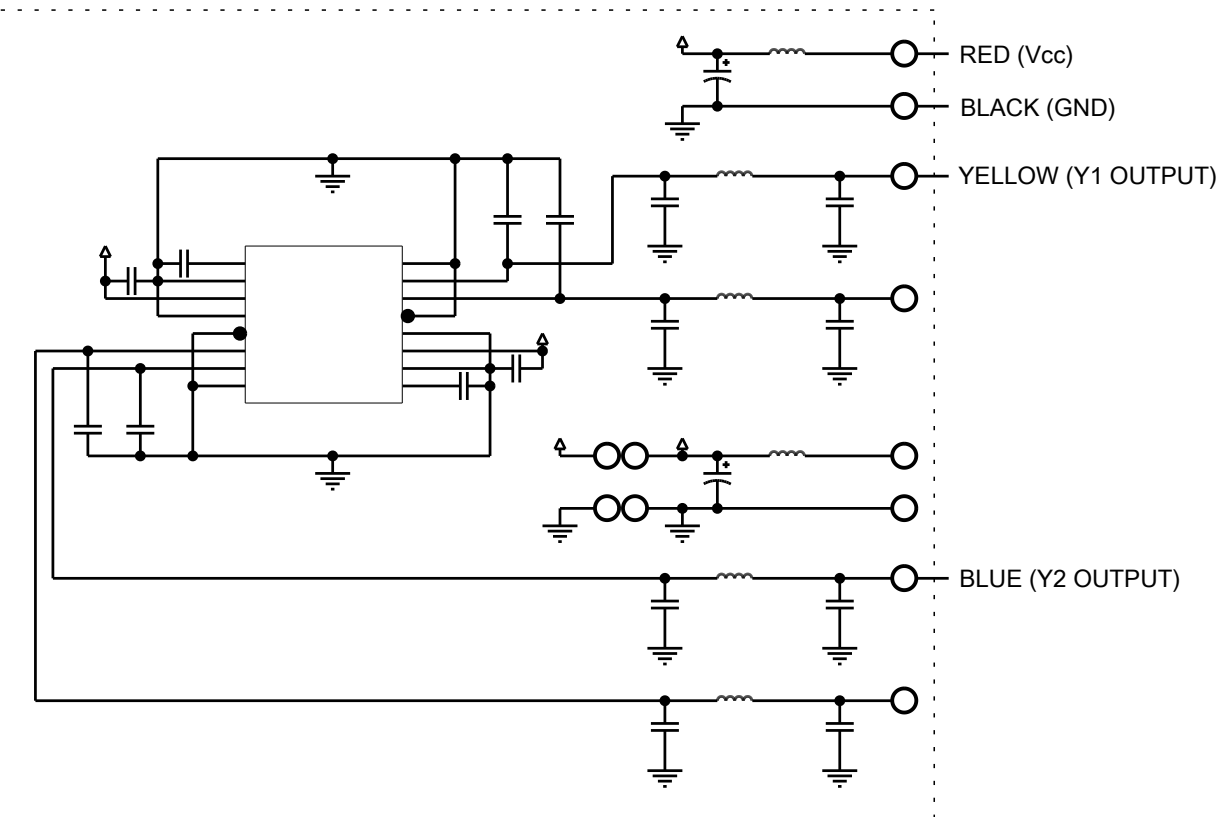 RED (Vcc)
BLACK (GND)
YELLOW (Y1 OUTPUT)
BLUE (Y2 OUTPUT)